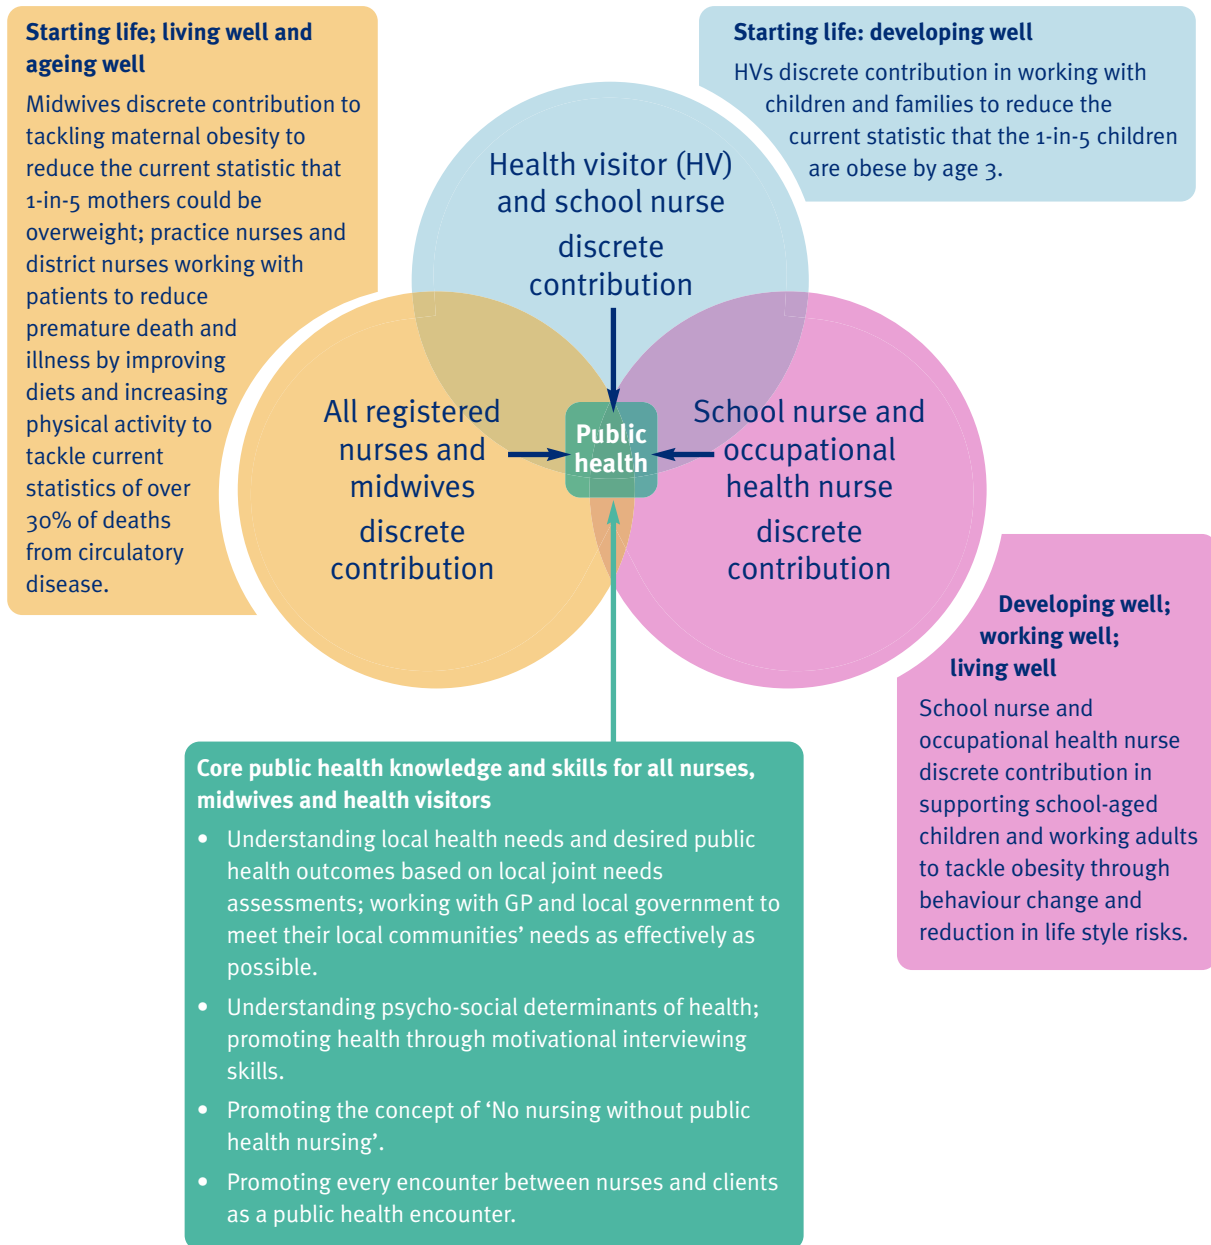 Starting life; living well and
ageing well
Midwives discrete contribution to
tackling maternal obesity to
reduce the current statistic that
1-in-5 mothers could be
overweight; practice nurses and
district nurses working with
patients to reduce
premature death and
illness by improving
diets and increasing
physical activity to
tackle current
statistics of over
30% of deaths
from circulatory
disease.
Starting life: developing well
HVs discrete contribution in working with
children and families to reduce the
current statistic that the 1-in-5 children
are obese by age 3.
Health visitor (HV)
and school nurse
discrete
contribution
All registered
nurses and
midwives
discrete
contribution
Public
health
School nurse and
occupational
health nurse
discrete
contribution
Developing well;
working well;
living well
School nurse and
occupational health nurse
discrete contribution in
supporting school-aged
children and working adults
to tackle obesity through
behaviour change and
reduction in life style risks.
Core public health knowledge and skills for all nurses,
midwives and health visitors
• Understanding local health needs and desired public
health outcomes based on local joint needs
assessments; working with GP and local government to
meet their local communities’ needs as effectively as
possible.
• Understanding psycho-social determinants of health;
promoting health through motivational interviewing
skills.
• Promoting the concept of ‘No nursing without public
health nursing’.
• Promoting every encounter between nurses and clients
as a public health encounter.